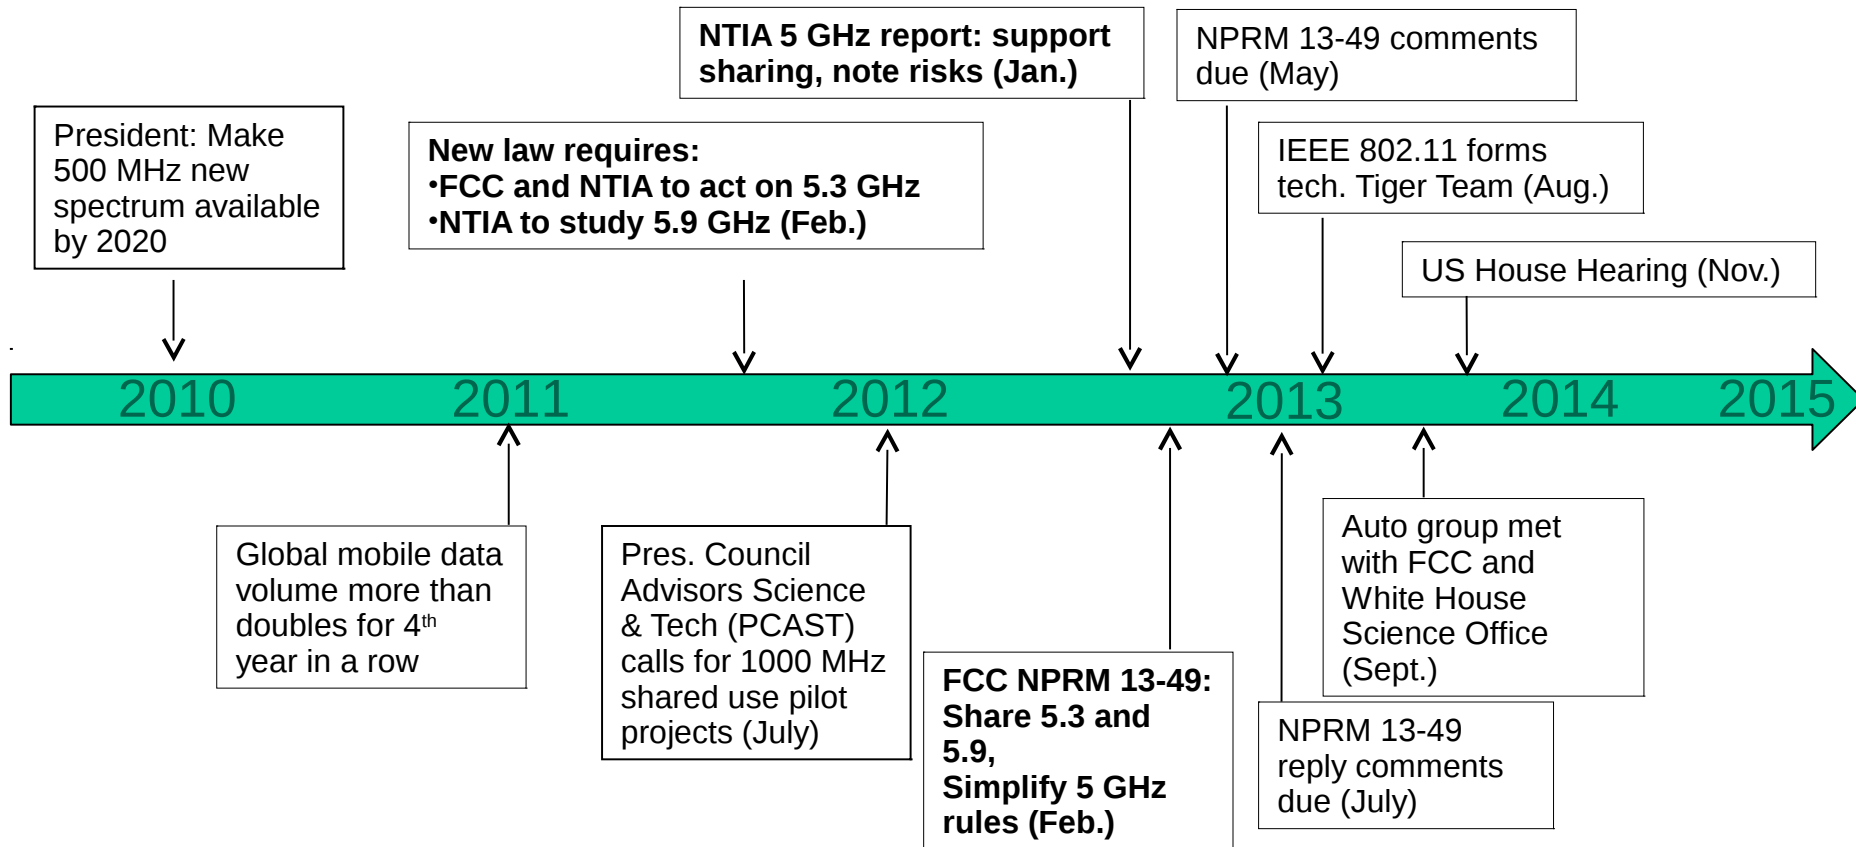 NTIA 5 GHz report: support
sharing, note risks (Jan.)
NPRM 13-49 comments
due (May)
President: Make
500 MHz new
spectrum available
by 2020
New law requires:
•FCC and NTIA to act on 5.3 GHz
•NTIA to study 5.9 GHz (Feb.)
IEEE 802.11 forms
tech. Tiger Team (Aug.)
US House Hearing (Nov.)
2010 2011 2012 2013 2014 2015
Global mobile data
volume more than
doubles for 4th
year in a row
Pres. Council
Advisors Science
& Tech (PCAST)
calls for 1000 MHz
shared use pilot
projects (July)
FCC NPRM 13-49:
Share 5.3 and
5.9,
Simplify 5 GHz
rules (Feb.)
Auto group met
with FCC and
White House
Science Office
(Sept.)
NPRM 13-49
reply comments
due (July)